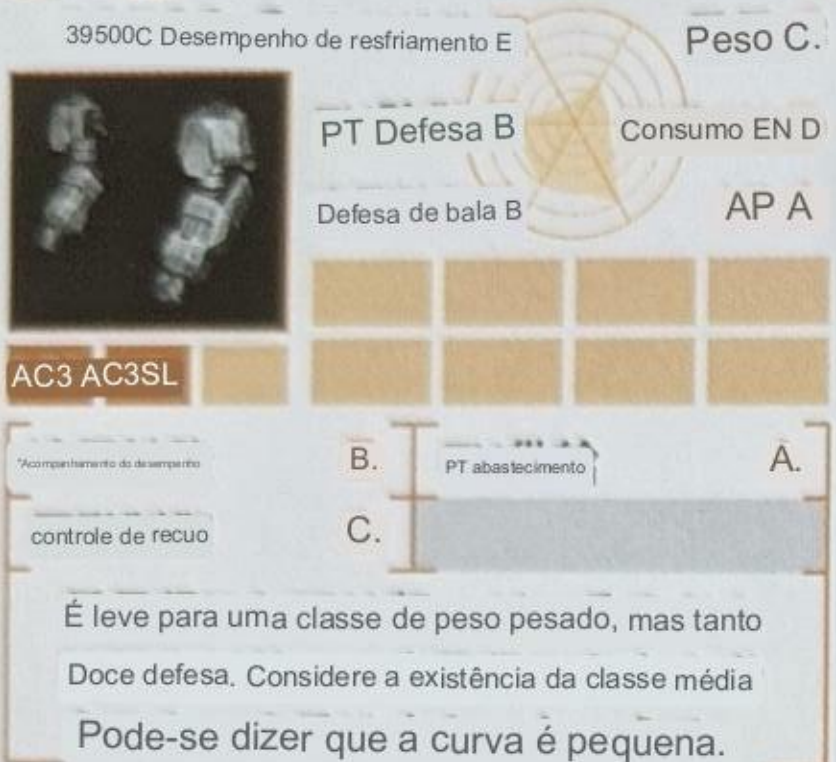 39500C Desempenho de resfriamento E
Peso C.
PT Defesa B
Consumo EN D
Defesa de bala B
AP A
AC3 AC3SL
"Acompanhamento do desempenho
B.
PT abastecimento
A.
controle de recuo
C.
É leve para uma classe de peso pesado, mas tanto
Doce defesa. Considere a existência da classe média
Pode-se dizer que a curva é pequena.